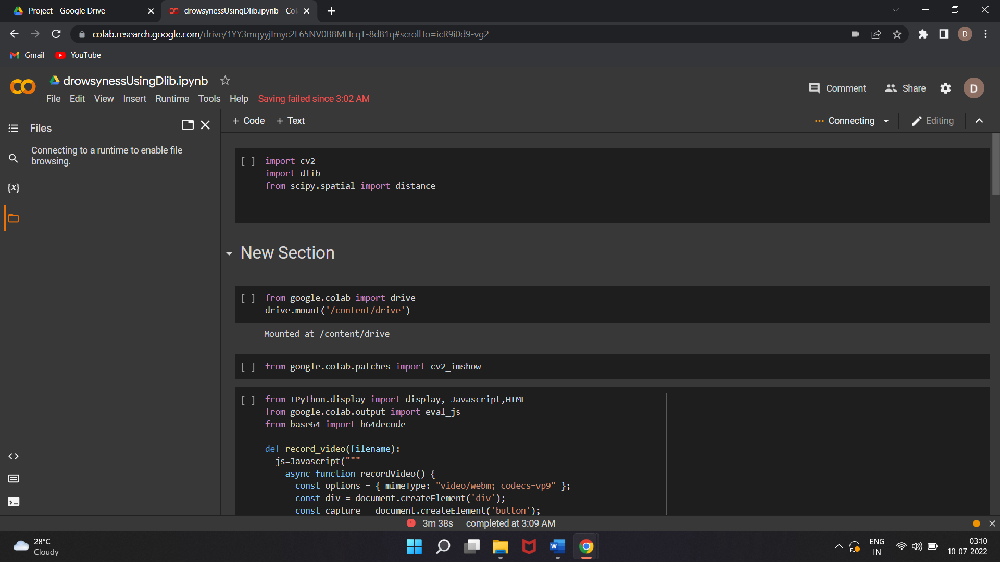 Project - Google Drive
drowsynessUsingDlib.ipynb - Col
colab.research.google.com/drive/1YY3mqyyjImyc2F65NV0B8MHcqT-8d81q#scrollTo=icR9i0d9-vg2
D
Gmail
YouTube
drowsynessUsingDlib.ipynb
File Edit View Insert Runtime Tools Help Saving failed since 3:02 AM
Comment
Share
D
Files
+ Code + Text
Connecting
Editing
Connecting to a runtime to enable file
browsing.
{x}
[ ] import cv2
import dlib
from scipy.spatial import distance
New Section
[ ] from google.colab import drive
drive.mount('/content/drive')
Mounted at /content/drive
[ ] from google.colab.patches import cv2_imshow
[ ] from IPython.display import display, Javascript,HTML
from google.colab.output import eval_js
from base64 import b64decode
def record_video(filename):
js=Javascript("""
async function recordVideo() {
const options = { mimeType: "video/webm; codecs=vp9" };
const div = document.createElement('div');
const capture = document.createElement('button');
3m 38s completed at 3:09 AM
28°C
Cloudy
W
ENG
IN
03:10
10-07-2022